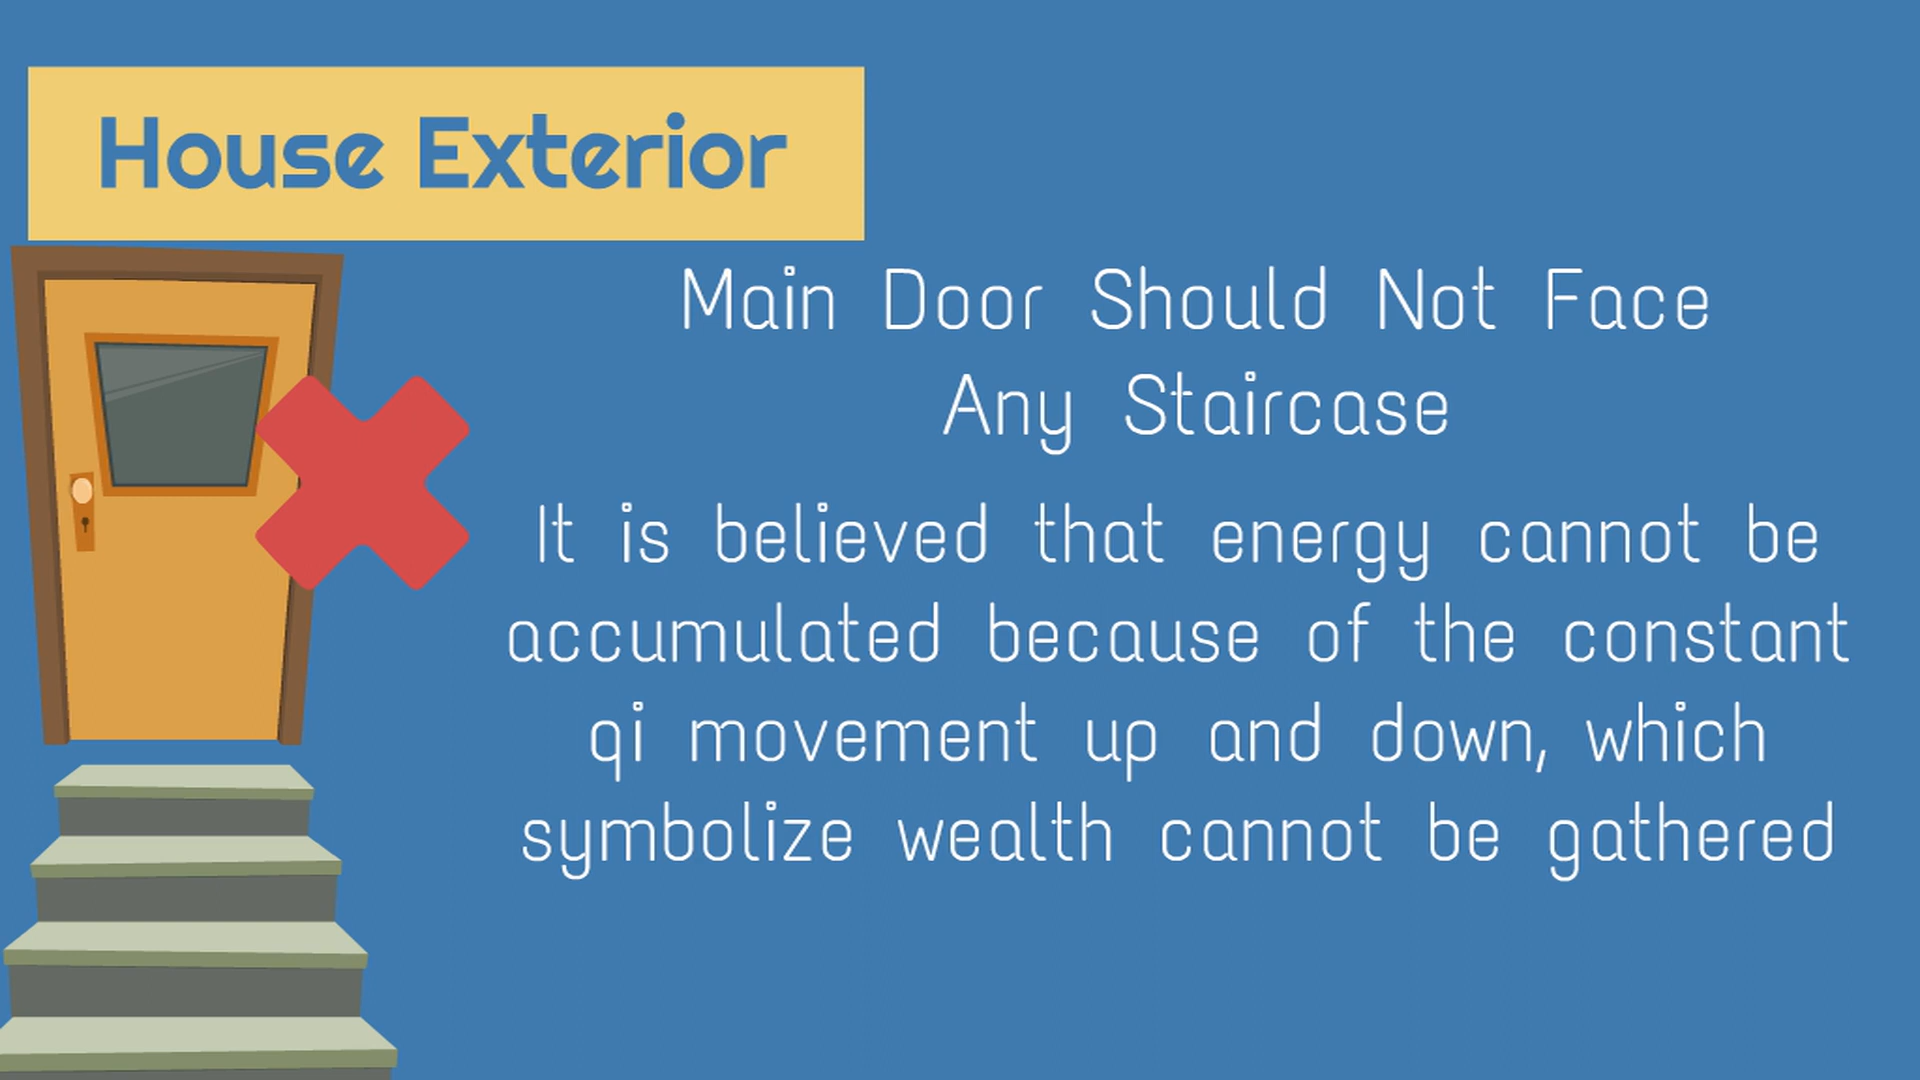 House Exterior
Main Door Should Not Face
Any Staircase
It is believed that energy cannot be
accumulated because of the constant
qi movement up and down, which
symbolize wealth cannot be gathered